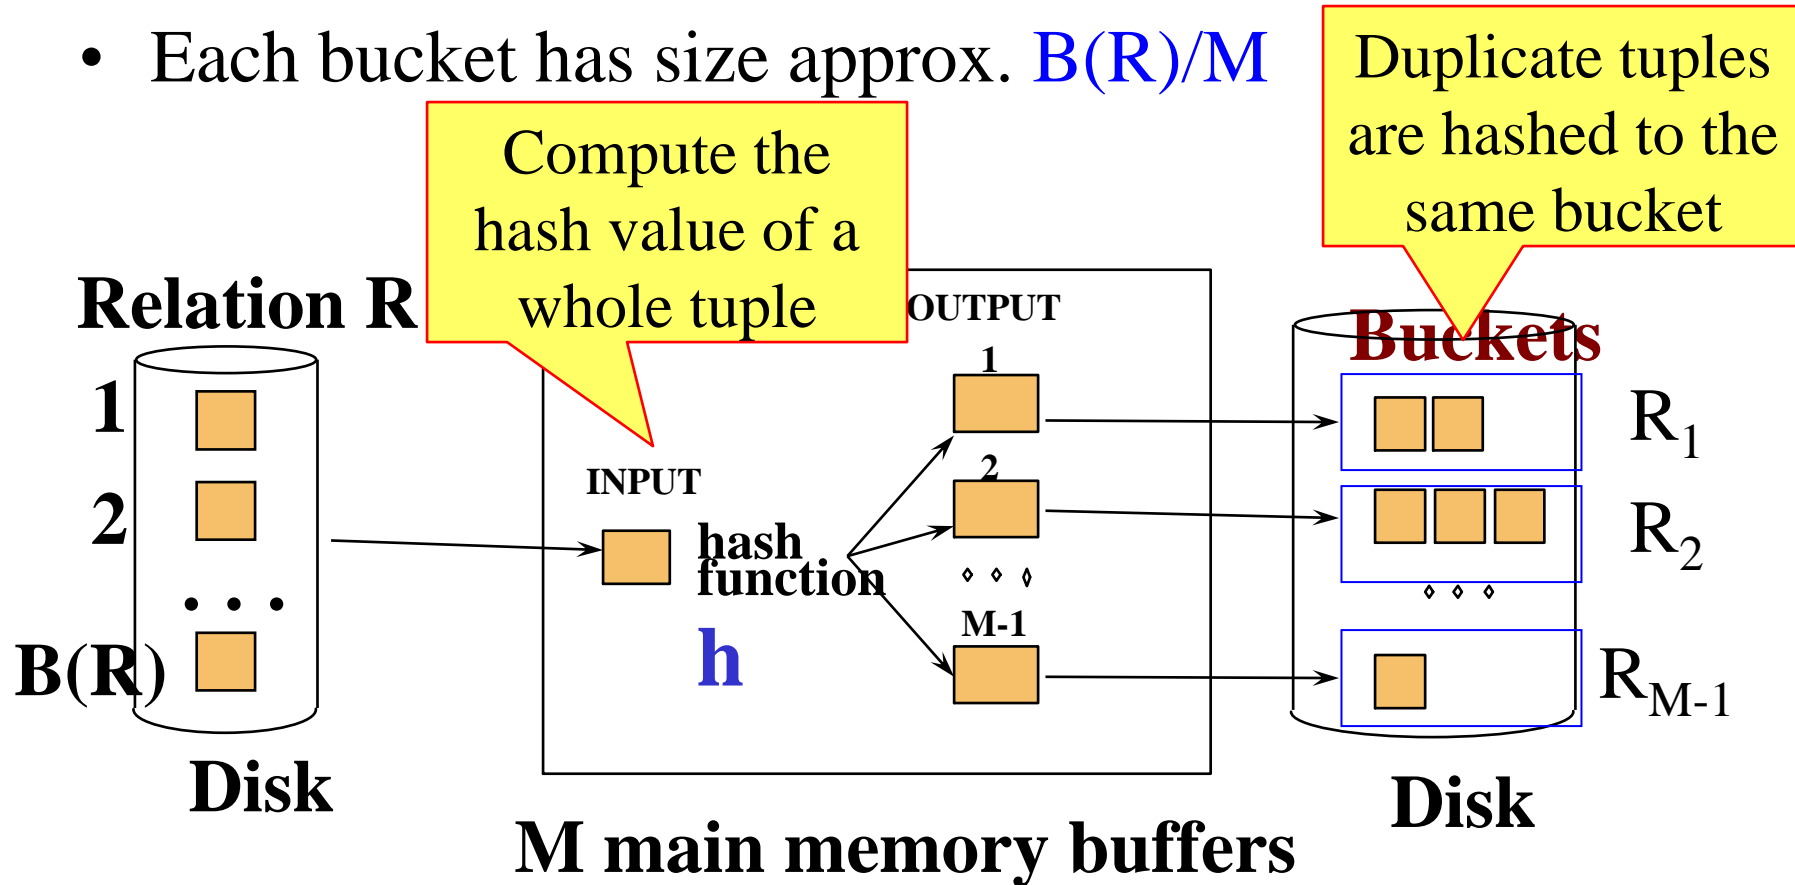 • Each bucket has size approx. B(R)/M
Duplicate tuples
are hashed to the
same bucket
Compute the
hash value of a
whole tuple
Relation R
OUTPUT
Buckets
1
1
R1
INPUT
2
2
hash
function
R2
h
M-1
B(R)
RM-1
Disk
Disk
M main memory buffers